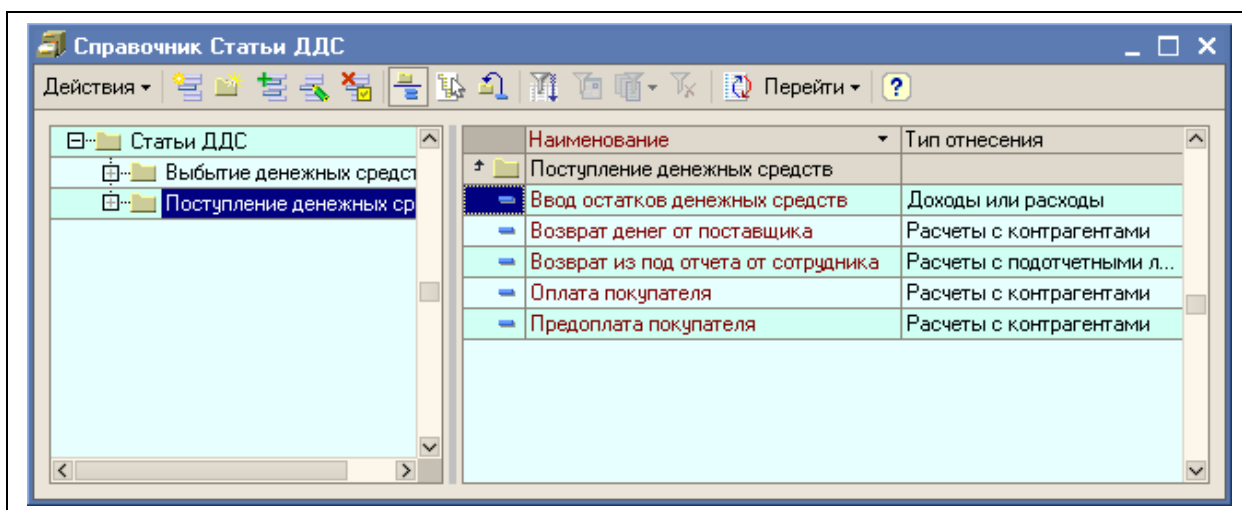 Справочник Статьи ДДС
Действия Перейти ?
Статьи ДДС
Выбытие денежных средст
Поступление денежных ср
Наименование Тип отнесения
Поступление денежных средств
Ввод остатков денежных средств Доходы или расходы
Возврат денег от поставщика Расчеты с контрагентами
Возврат из под отчета от сотрудника Расчеты с подотчетными л...
Оплата покупателя Расчеты с контрагентами
Предоплата покупателя Расчеты с контрагентами